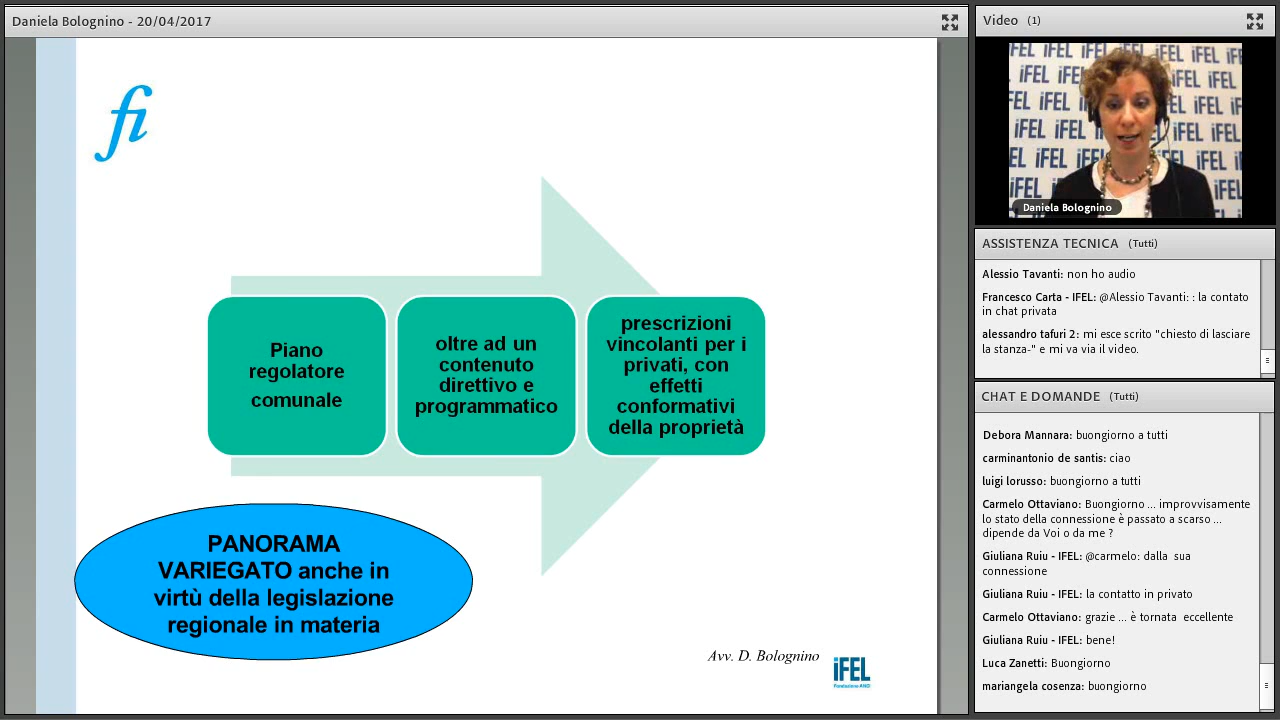 Daniela Bolognino - 20/04/2017
fi
Piano
regolatore
comunale
oltre ad un
contenuto
direttivo e
programmatico
prescrizioni
vincolanti per i
privati, con
effetti
conformativi
della proprietà
PANORAMA
VARIEGATO anche in
virtù della legislazione
regionale in materia
Avv. D. Bolognino
iFEL
Fondazione ANCI
Video (1)
iFEL
Daniela Bolognino
ASSISTENZA TECNICA (Tutti)
Alessio Tavanti: non ho audio
Francesco Carta - IFEL: @Alessio Tavanti: : la contato
in chat privata
alessandro tafuri 2: mi esce scrito "chiesto di lasciare
la stanza-" e mi va via il video.
CHAT E DOMANDE (Tutti)
Debora Mannara: buongiorno a tutti
carminantonio de santis: ciao
luigi lorusso: buongiorno a tutti
Carmelo Ottaviano: Buongiorno ... improvvisamente
lo stato della connessione è passato a scarso ...
dipende da Voi o da me ?
Giuliana Ruiu - IFEL: @carmelo: dalla sua
connessione
Giuliana Ruiu - IFEL: la contatto in privato
Carmelo Ottaviano: grazie ... è tornata eccellente
Giuliana Ruiu - IFEL: bene!
Luca Zanetti: Buongiorno
mariangela cosenza: buongiorno